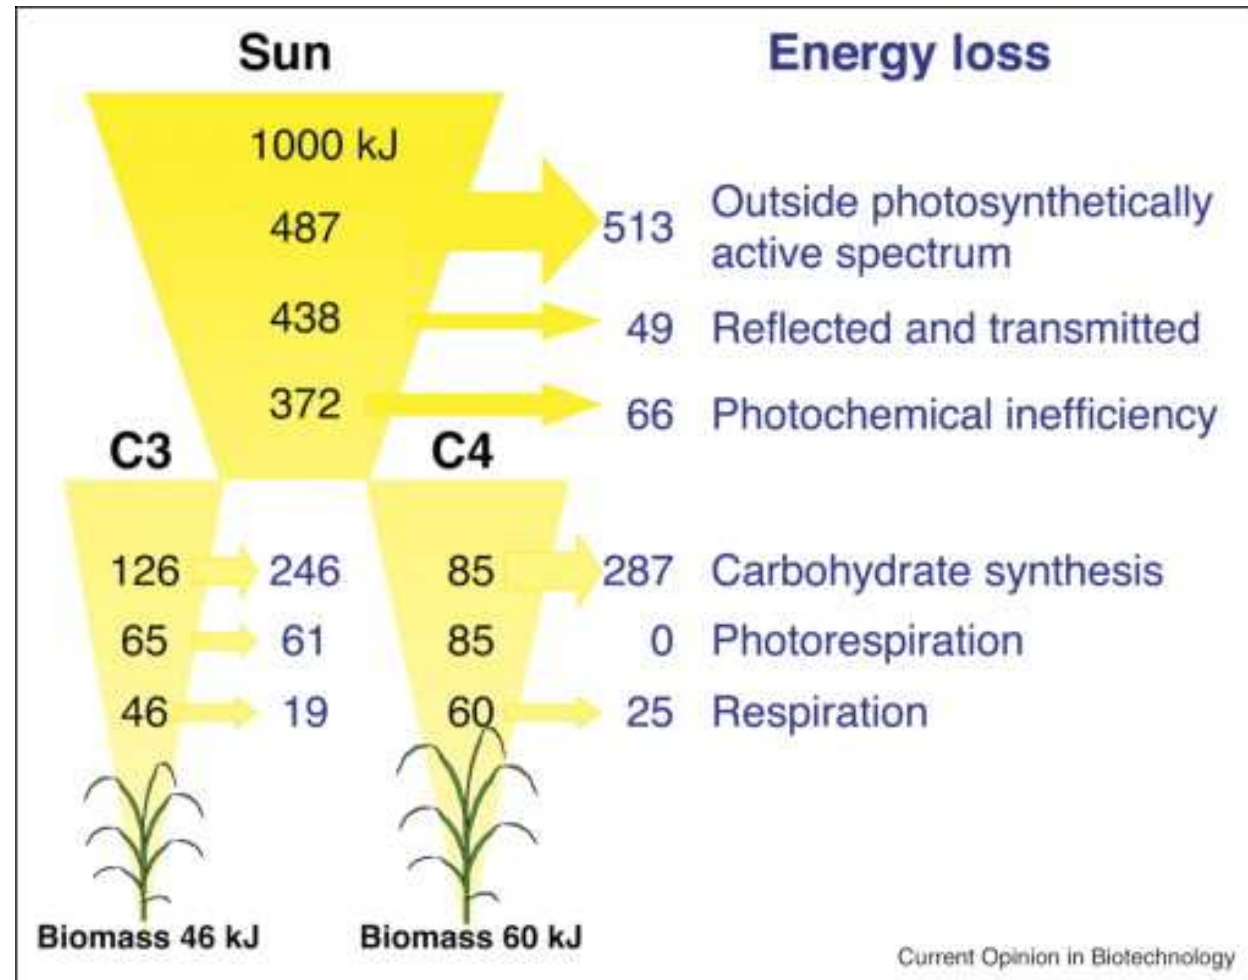 Sun Energy loss
1000 kJ
487 513 Outside photosynthetically
active spectrum
438 49 Reflected and transmitted
372 66 Photochemical inefficiency
C3 C4
126 246 85 287 Carbohydrate synthesis
65 61 85 0 Photorespiration
46 19 60 25 Respiration
Biomass 46 kJ Biomass 60 kJ
Current Opinion in Biotechnology